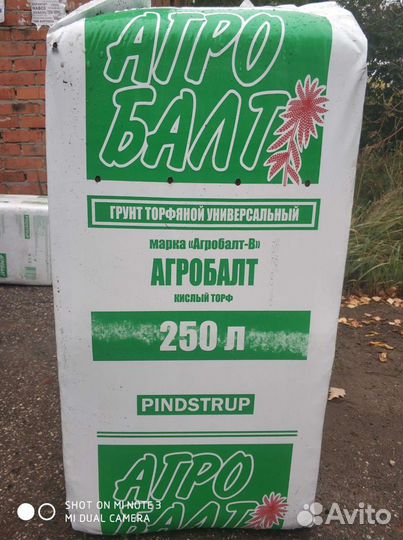 АГРО
БАЛТ
ГРУНТ ТОРФЯНОЙ УНИВЕРСАЛЬНЫЙ
марка «Агробалт-В»
АГРОБАЛТ
КИСЛЫЙ ТОРФ
250 л
PINDSTRUP
АГРО
БАЛТ
SHOT ON MI NOTE 3
MI DUAL CAMERA
Avito